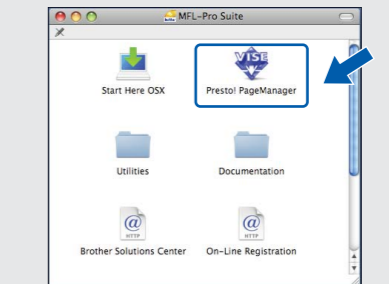 MFL-Pro Suite
VISE
Start Here OSX
Presto! PageManager
Utilities
Documentation
@
HTTP
@
HTTP
Brother Solutions Center
On-Line Registration